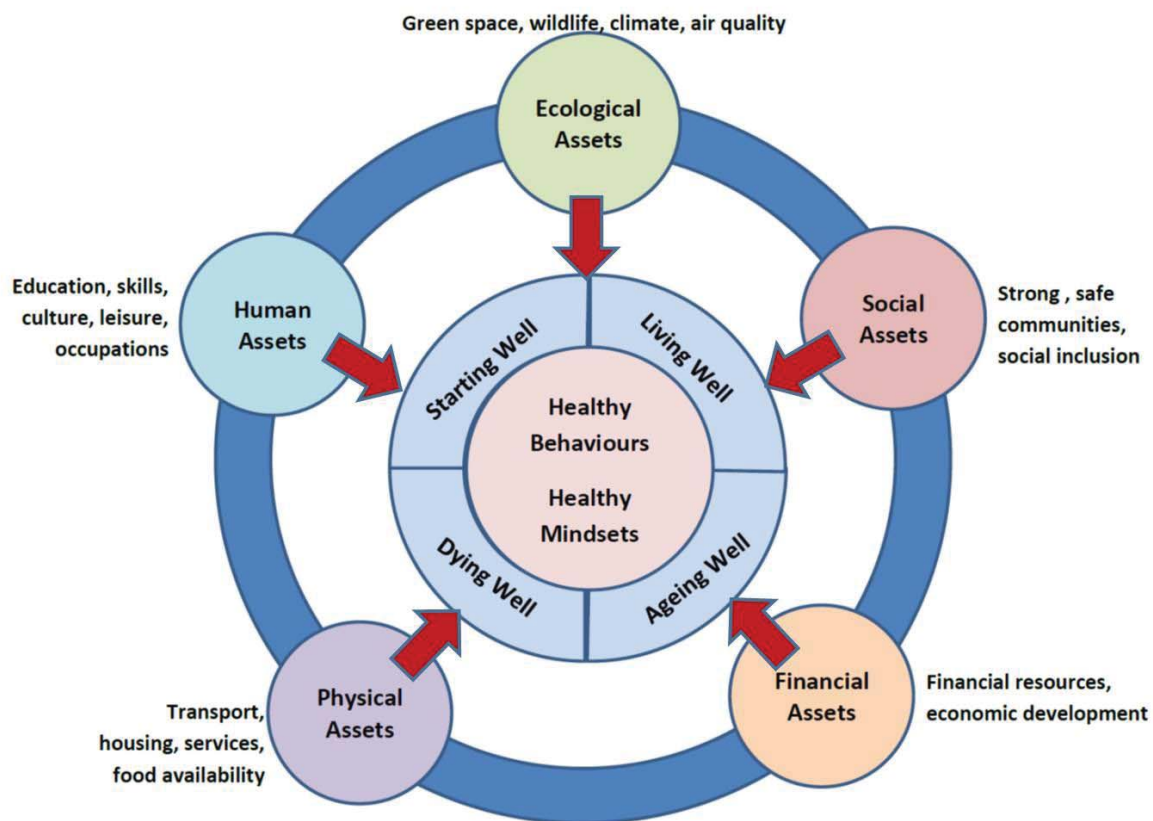 Green space, wildlife, climate, air quality
Ecological
Assets
Education, skills,
culture, leisure,
occupations
Human
Assets
Social
Assets
Strong , safe
communities,
social inclusion
Starting Well
Living Well
Healthy
Behaviours
Healthy
Mindsets
Dying Well
Ageing Well
Physical
Assets
Transport,
housing, services,
food availability
Financial
Assets
Financial resources,
economic development